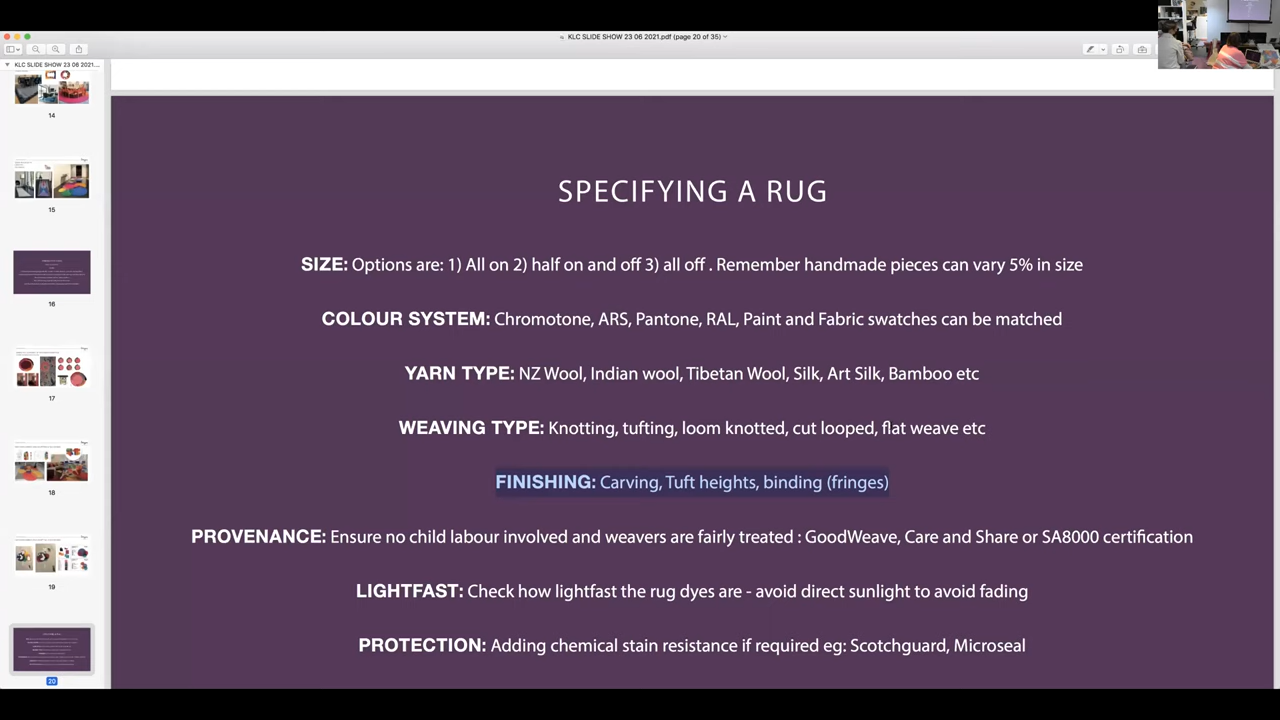 KLC SLIDE SHOW 23 06 2021.pdf (page 20 of 35)
KLC SLIDE SHOW 23 06 2021....
14
15
16
17
18
19
20
SPECIFYING A RUG
SIZE: Options are: 1) All on 2) half on and off 3) all off . Remember handmade pieces can vary 5% in size
COLOUR SYSTEM: Chromotone, ARS, Pantone, RAL, Paint and Fabric swatches can be matched
YARN TYPE: NZ Wool, Indian wool, Tibetan Wool, Silk, Art Silk, Bamboo etc
WEAVING TYPE: Knotting, tufting, loom knotted, cut looped, flat weave etc
FINISHING: Carving, Tuft heights, binding (fringes)
PROVENANCE: Ensure no child labour involved and weavers are fairly treated : GoodWeave, Care and Share or SA8000 certification
LIGHTFAST: Check how lightfast the rug dyes are - avoid direct sunlight to avoid fading
PROTECTION: Adding chemical stain resistance if required eg: Scotchguard, Microseal